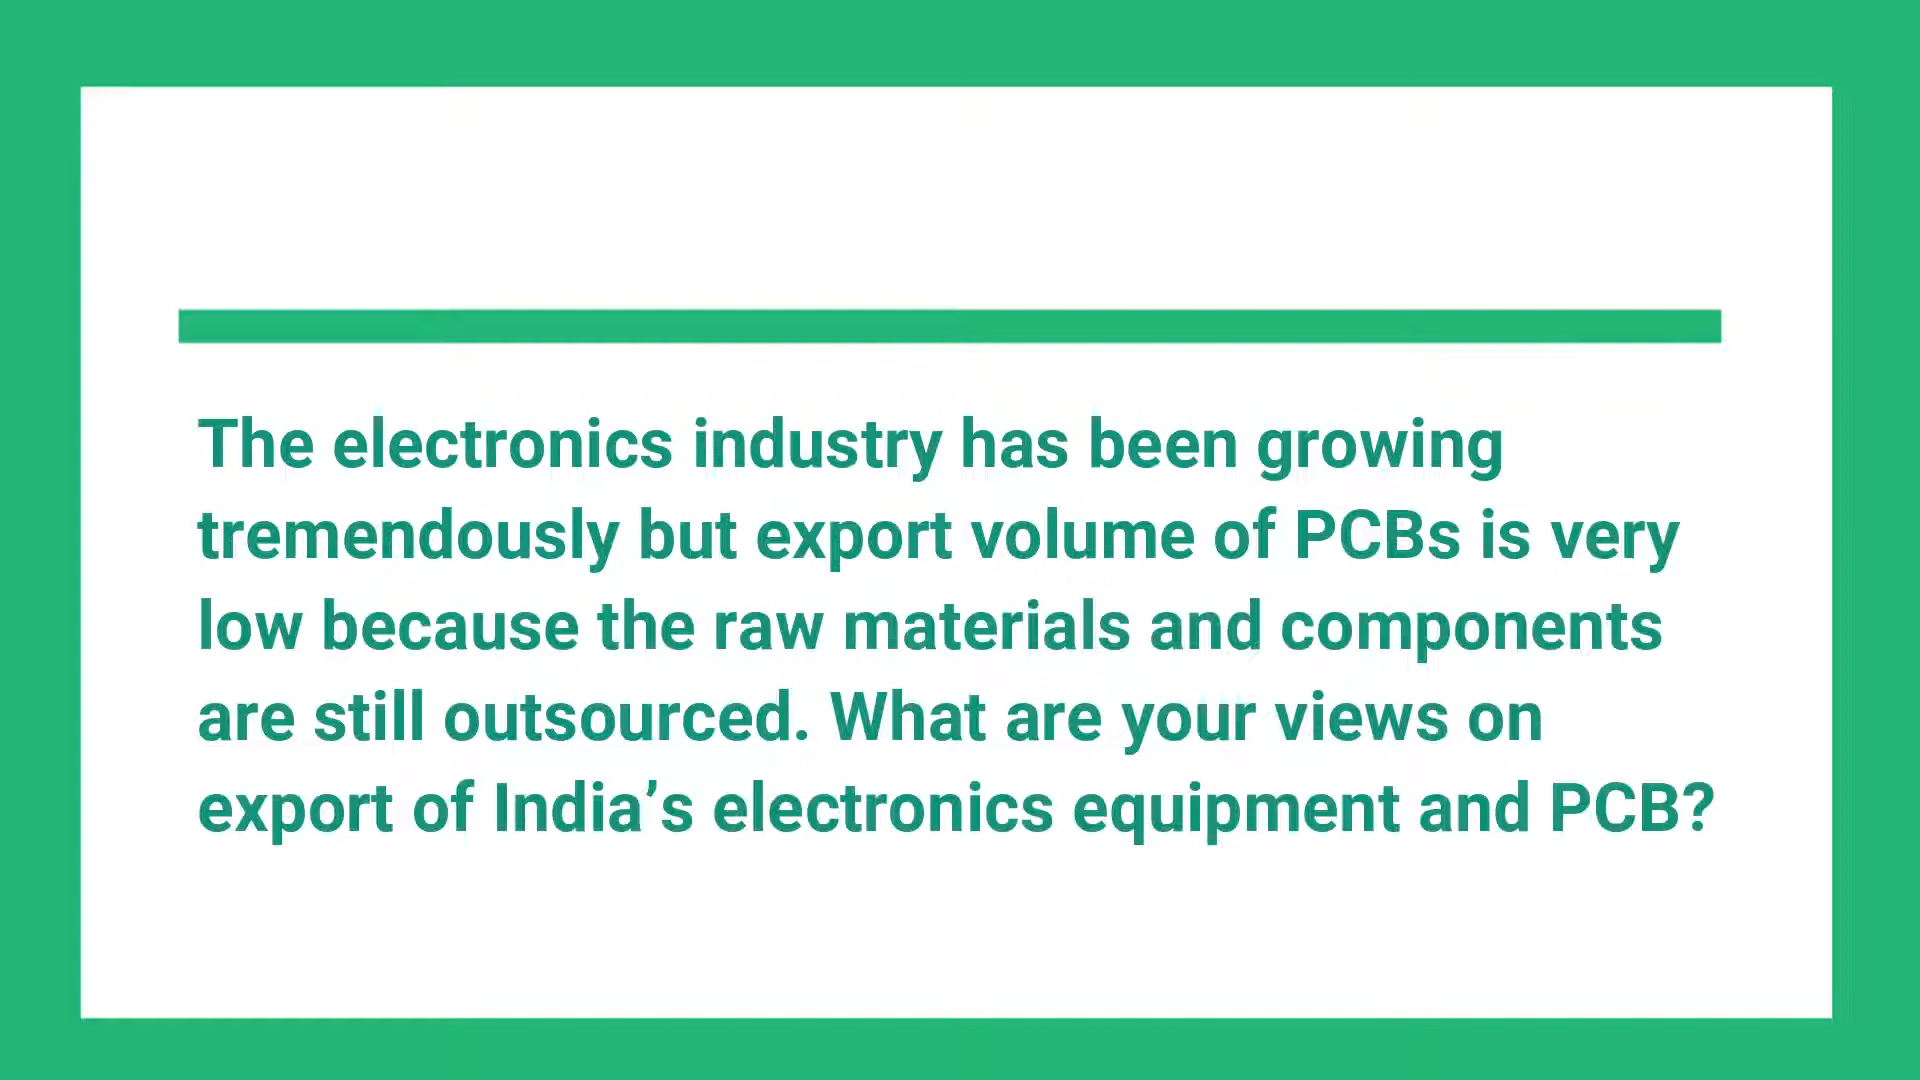 The electronics industry has been growing
tremendously but export volume of PCBs is very
low because the raw materials and components
are still outsourced. What are your views on
export of India’s electronics equipment and PCB?